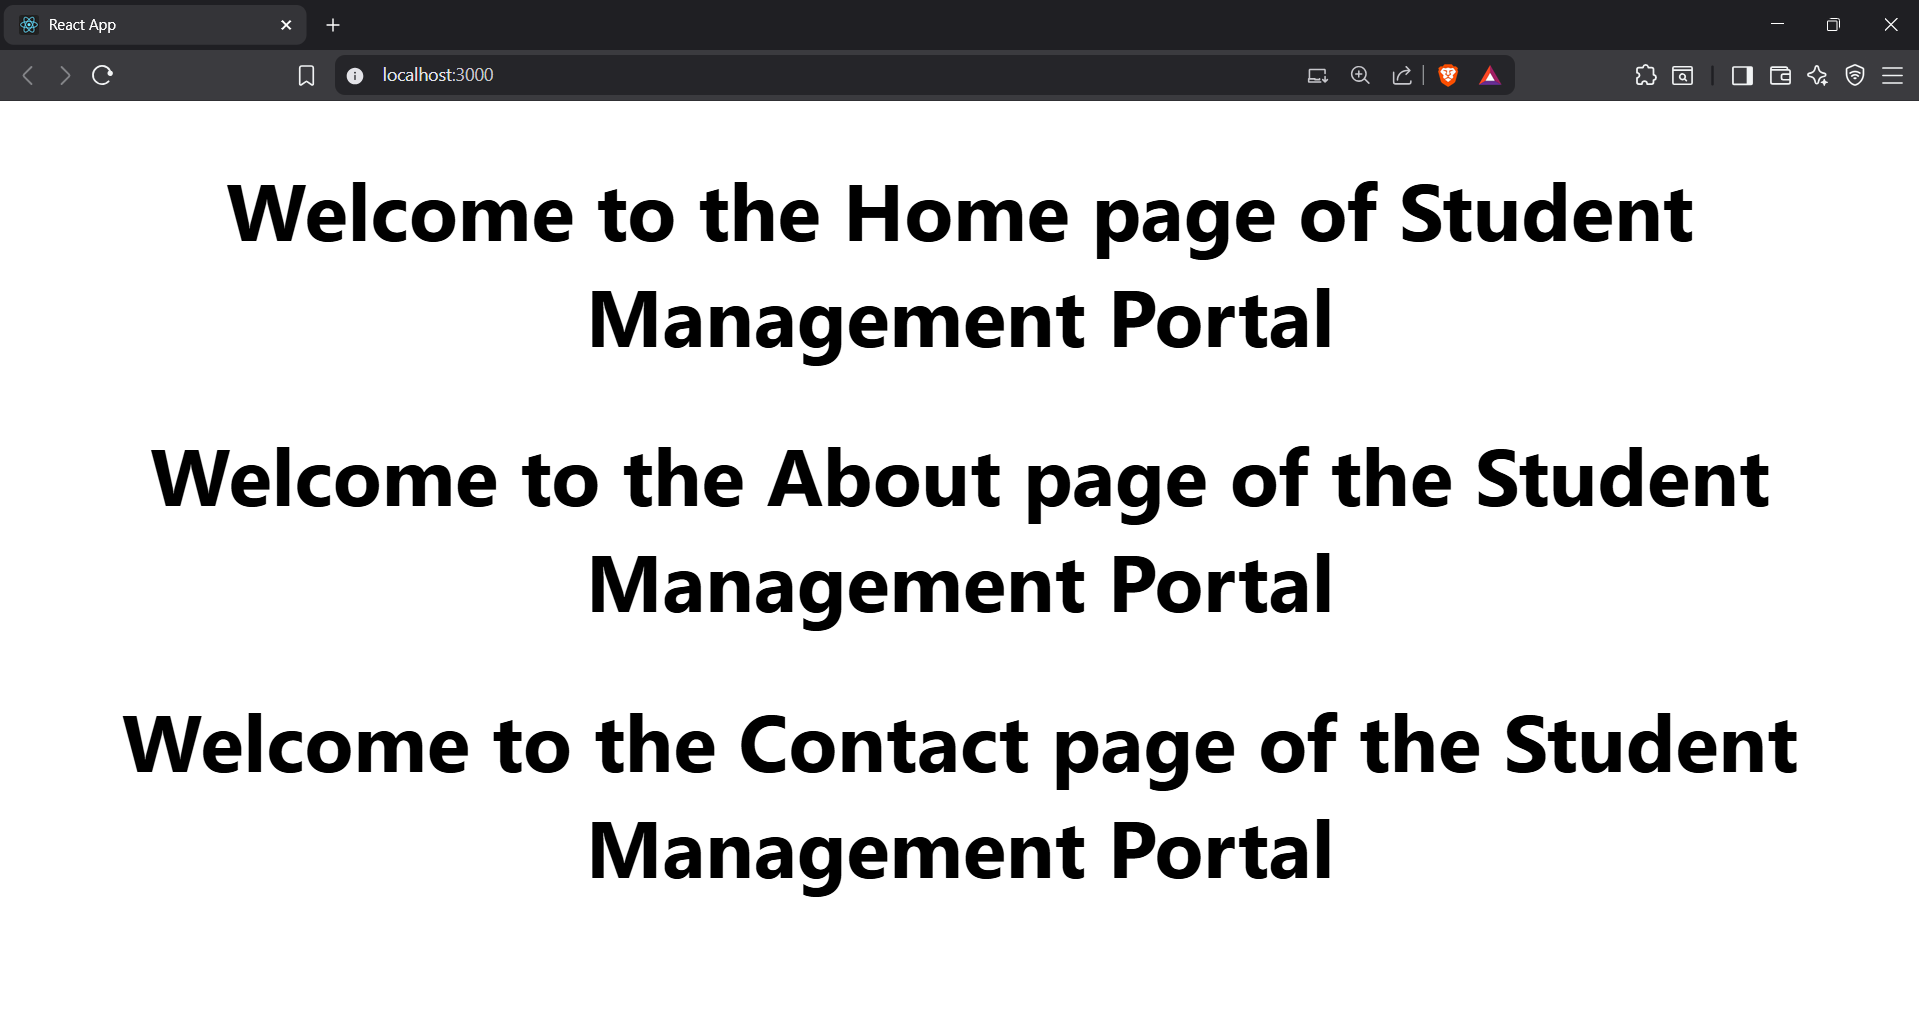 React App
localhost:3000
Welcome to the Home page of Student
Management Portal
Welcome to the About page of the Student
Management Portal
Welcome to the Contact page of the Student
Management Portal